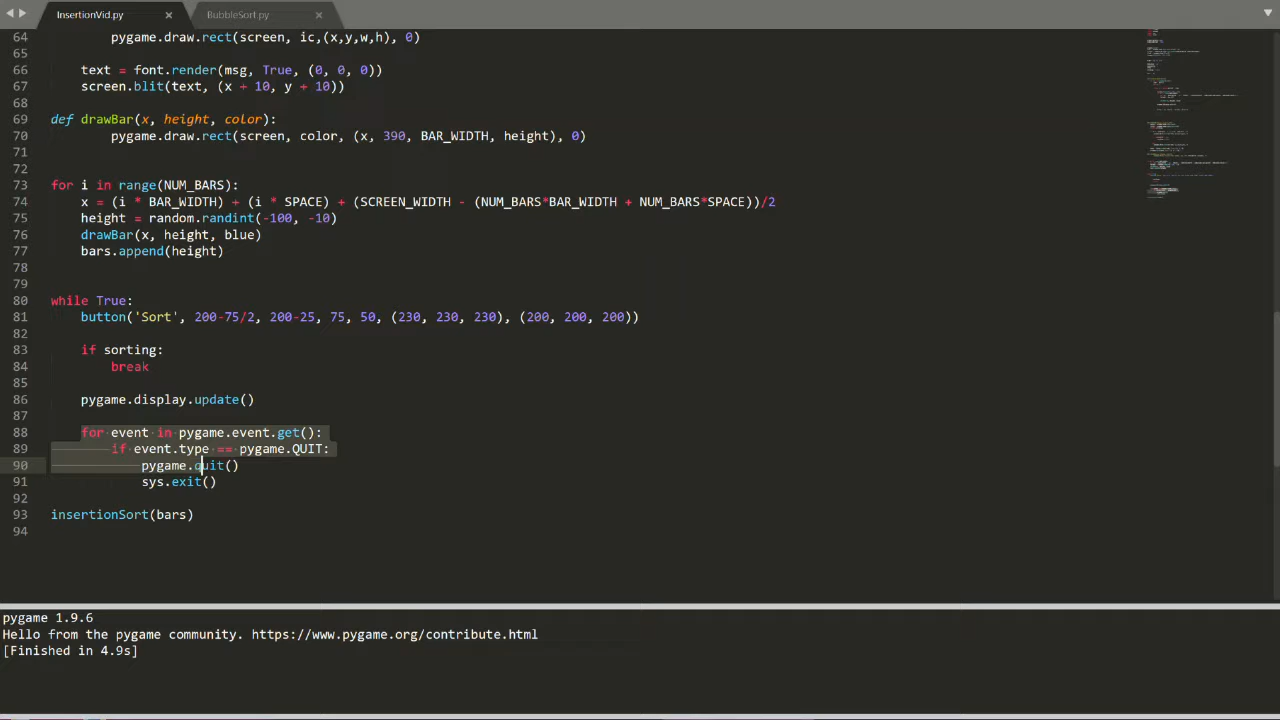 InsertionVid.py × BubbleSort.py ×
64 pygame.draw.rect(screen, ic,(x,y,w,h), 0)
65
66 text = font.render(msg, True, (0, 0, 0))
67 screen.blit(text, (x + 10, y + 10))
68
69 def drawBar(x, height, color):
70 pygame.draw.rect(screen, color, (x, 390, BAR_WIDTH, height), 0)
71
72
73 for i in range(NUM_BARS):
74 x = (i * BAR_WIDTH) + (i * SPACE) + (SCREEN_WIDTH - (NUM_BARS*BAR_WIDTH + NUM_BARS*SPACE))/2
75 height = random.randint(-100, -10)
76 drawBar(x, height, blue)
77 bars.append(height)
78
79
80 while True:
81 button('Sort', 200-75/2, 200-25, 75, 50, (230, 230, 230), (200, 200, 200))
82
83 if sorting:
84 break
85
86 pygame.display.update()
87
88 for event in pygame.event.get():
89 if event.type == pygame.QUIT:
90 pygame.quit()
91 sys.exit()
92
93 insertionSort(bars)
94
pygame 1.9.6
Hello from the pygame community. https://www.pygame.org/contribute.html
[Finished in 4.9s]